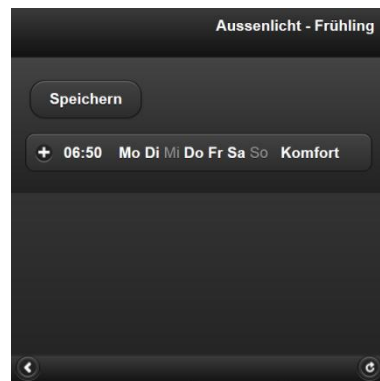 Aussenlicht - Frühling
Speichern
06:50 Mo Di Mi Do Fr Sa So Komfort